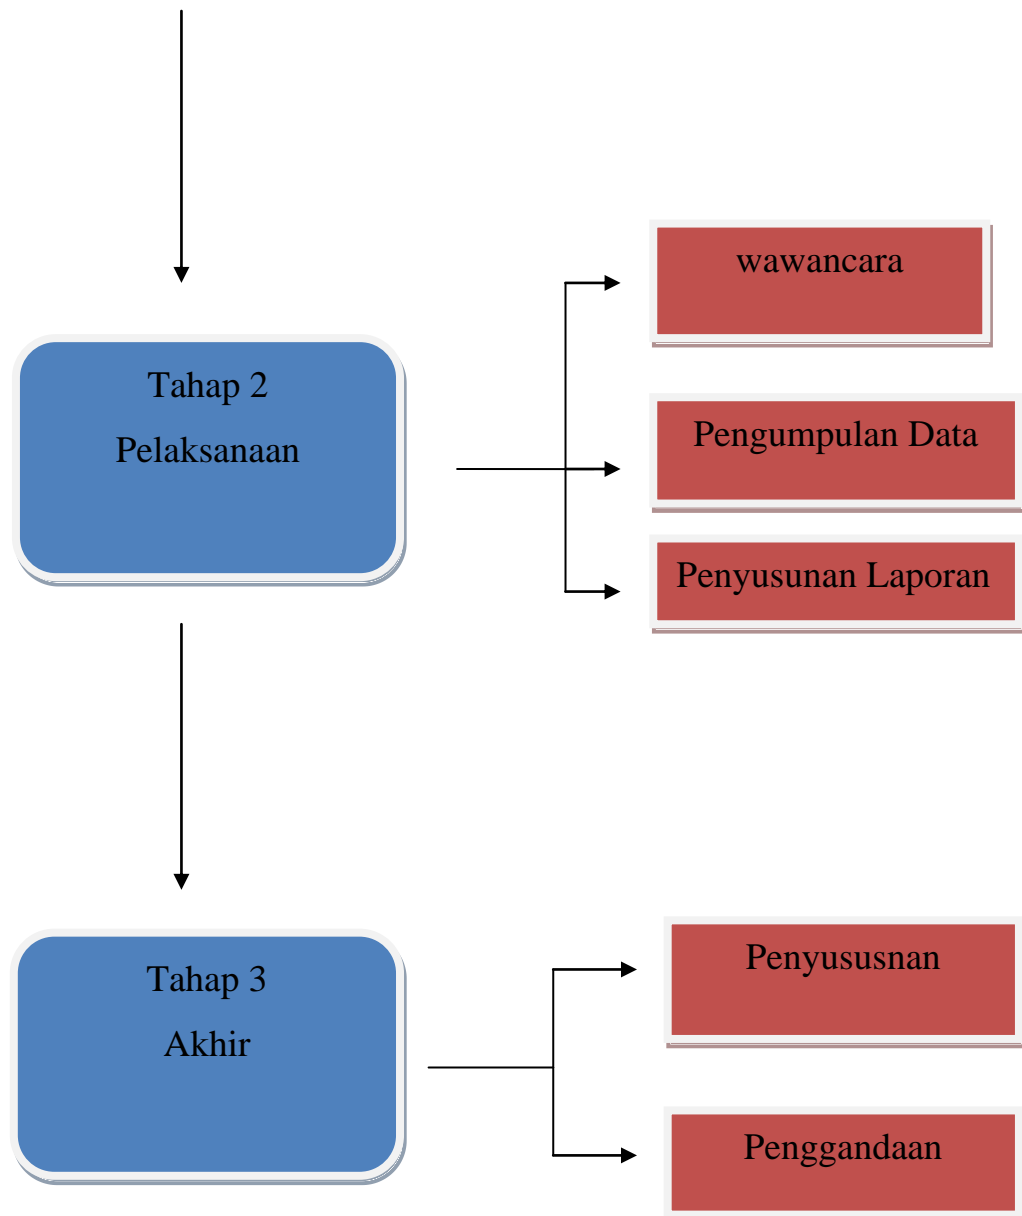 Tahap 2
Pelaksanaan
wawancara
Pengumpulan Data
Penyusunan Laporan
Tahap 3
Akhir
Penyususnan
Penggandaan